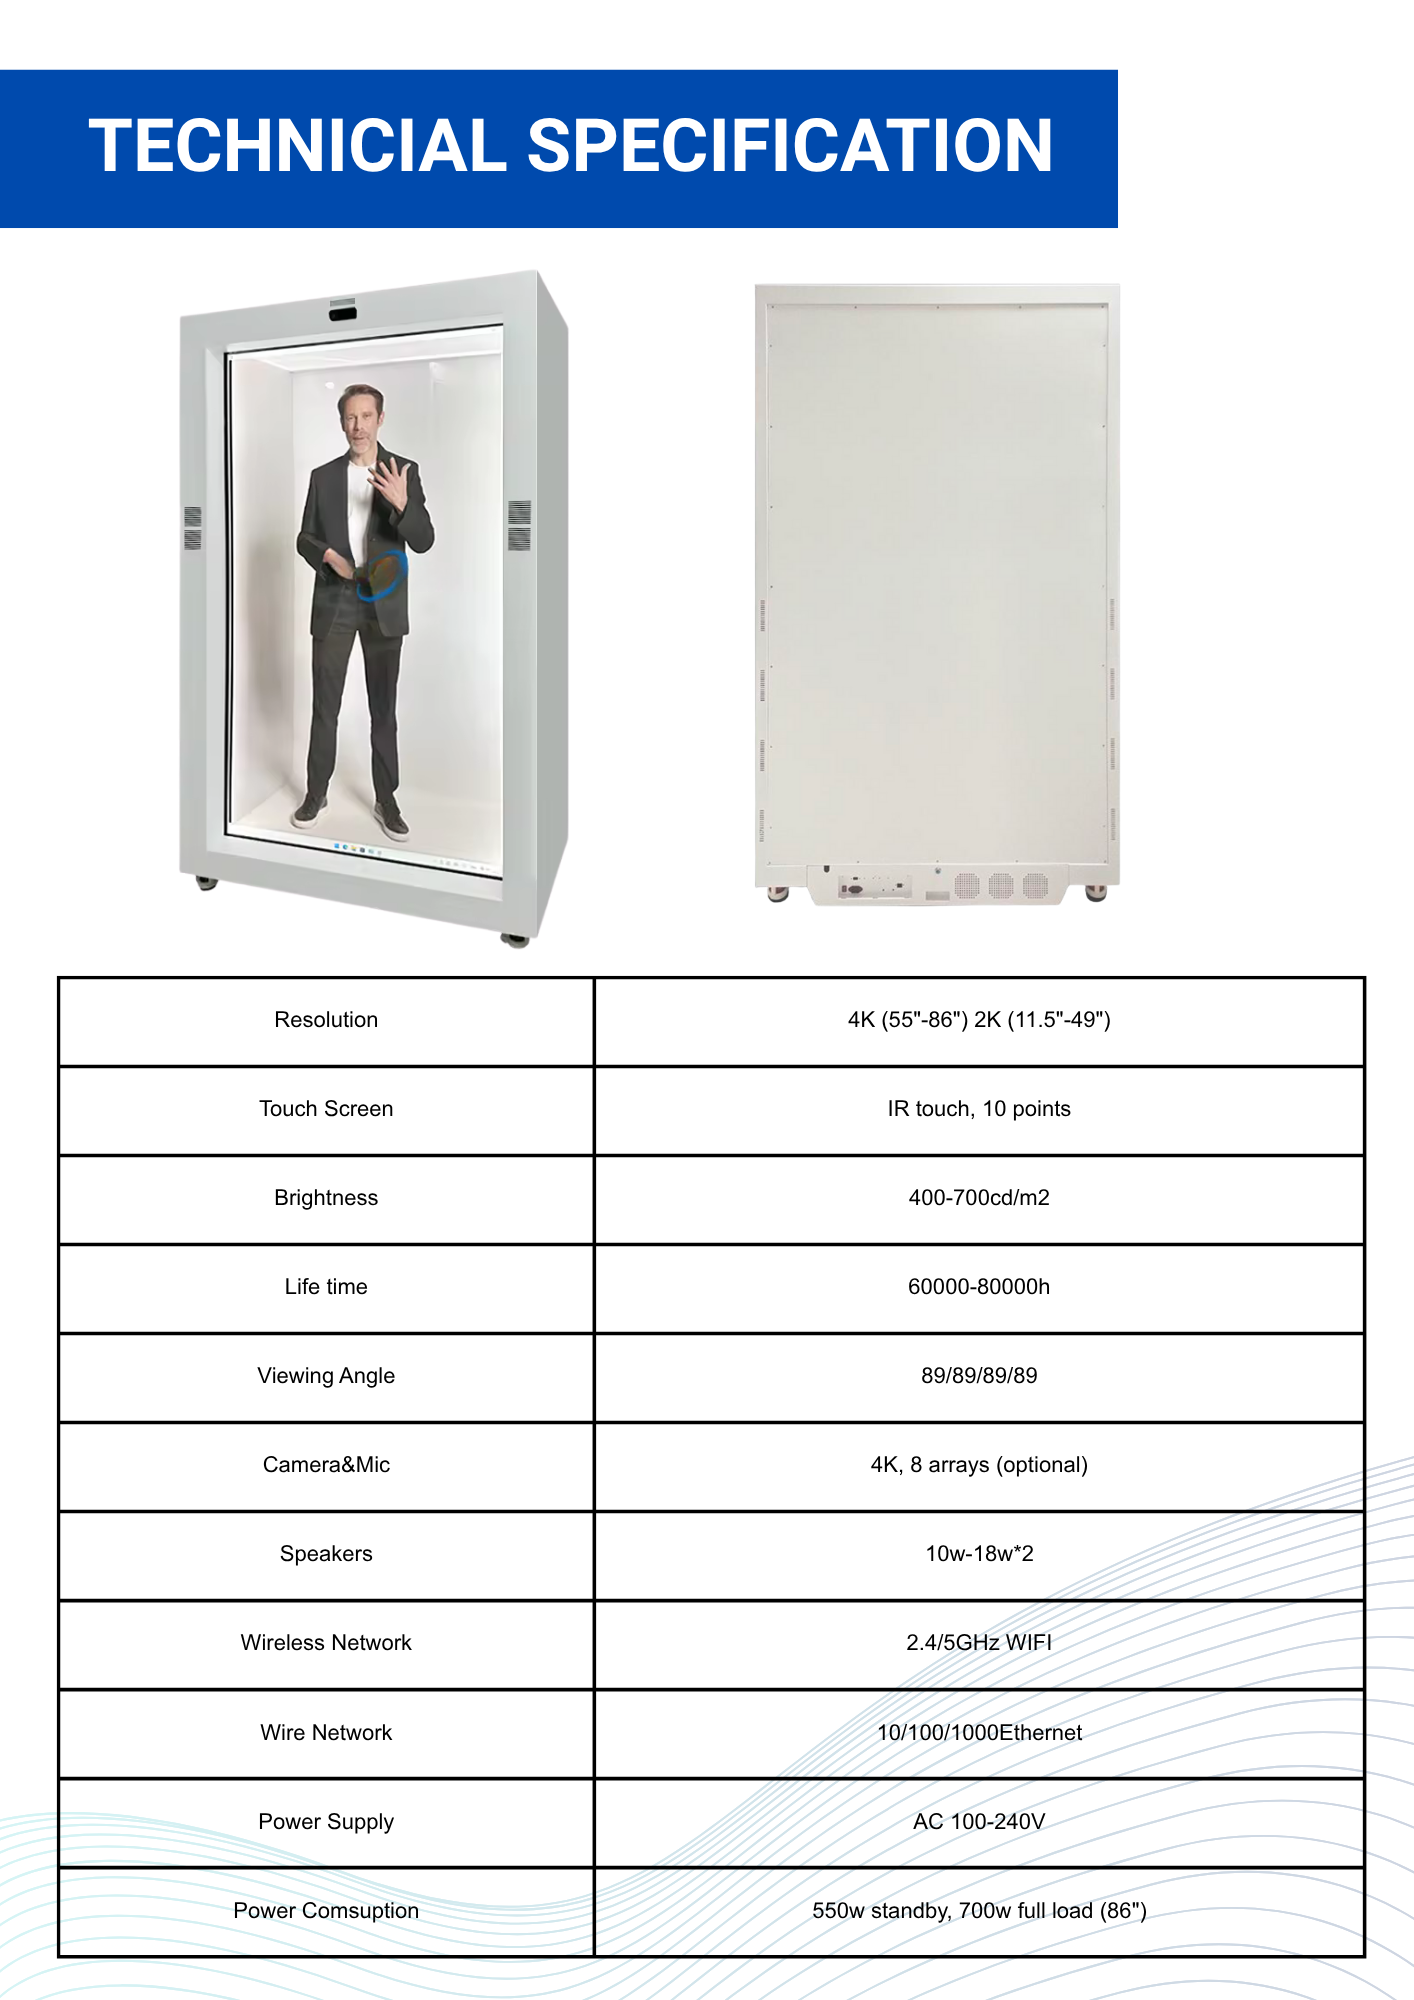 TECHNICIAL SPECIFICATION
Resolution
4K (55"-86") 2K (11.5"-49")
Touch Screen
IR touch, 10 points
Brightness
400-700cd/m2
Life time
60000-80000h
Viewing Angle
89/89/89/89
Camera&Mic
4K, 8 arrays (optional)
Speakers
10w-18w*2
Wireless Network
2.4/5GHz WIFI
Wire Network
10/100/1000Ethernet
Power Supply
AC 100-240V
Power Comsuption
550w standby, 700w full load (86")